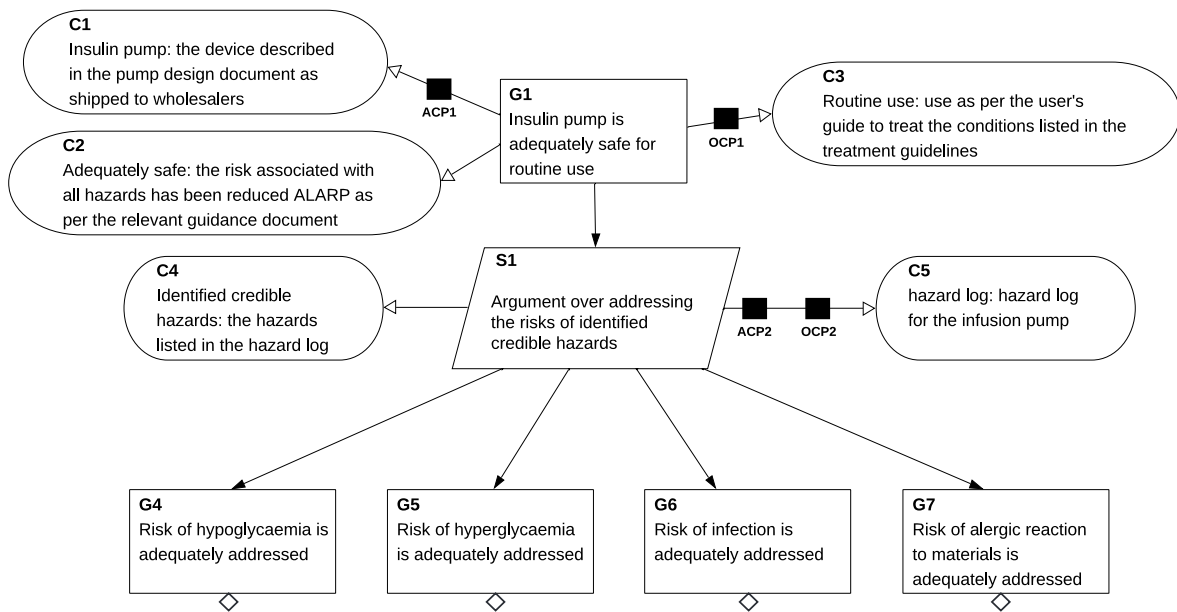 C1
Insulin pump: the device described
in the pump design document as
shipped to wholesalers
ACP1
G1
Insulin pump is
adequately safe for
routine use
OCP1
C3
Routine use: use as per the user's
guide to treat the conditions listed in the
treatment guidelines
C2
Adequately safe: the risk associated with
all hazards has been reduced ALARP as
per the relevant guidance document
C4
Identified credible
hazards: the hazards
listed in the hazard log
S1
Argument over addressing
the risks of identified
credible hazards
ACP2
OCP2
C5
hazard log: hazard log
for the infusion pump
G4
Risk of hypoglycaemia is
adequately addressed
G5
Risk of hyperglycaemia
is adequately addressed
G6
Risk of infection is
adequately addressed
G7
Risk of alergic reaction
to materials is
adequately addressed